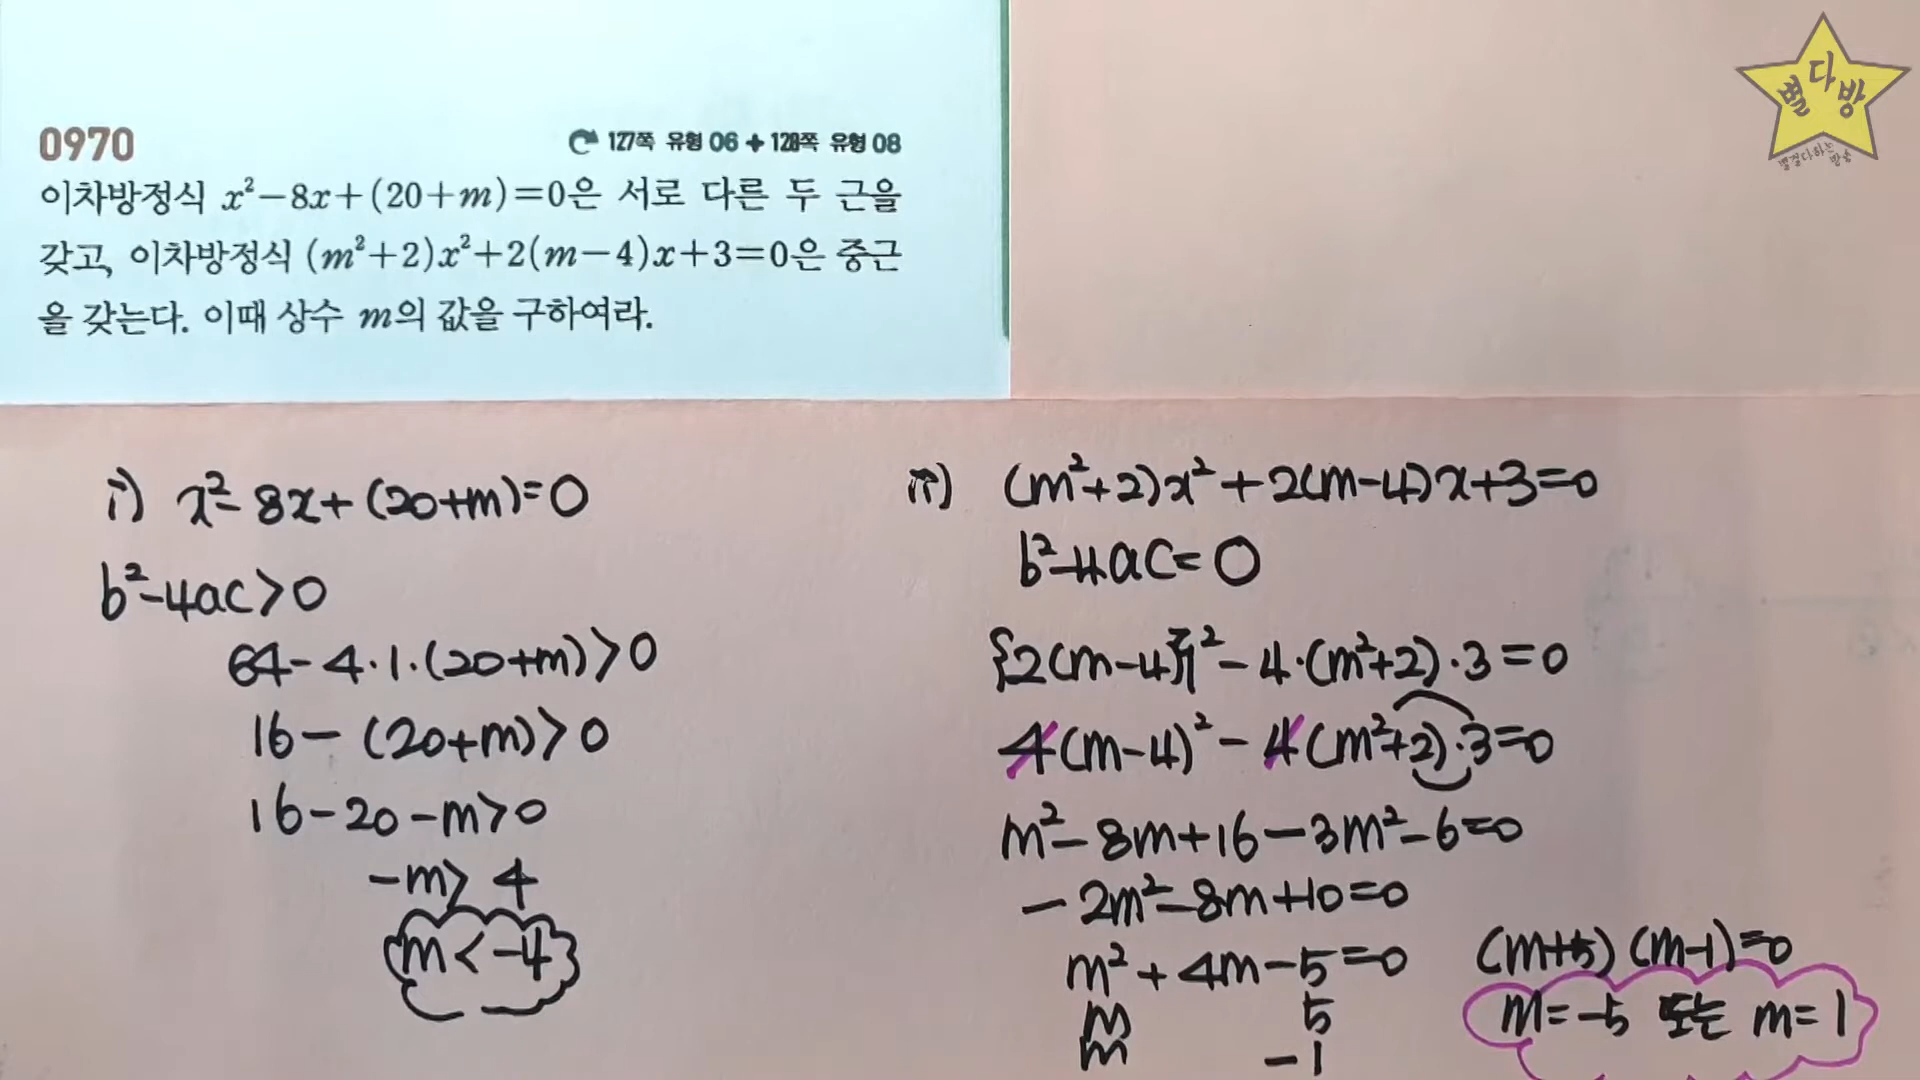 0970
127쪽 유형 06 + 128쪽 유형 08
이차방정식 x²-8x+(20+m)=0은 서로 다른 두 근을
갖고, 이차방정식 (m²+2)x²+2(m-4)x+3=0은 중근
을 갖는다. 이때 상수 m의 값을 구하여라.
별다방
별걸다하는 방송
i) x²-8x+(20+m)=0
b²-4ac>0
64-4·1·(20+m)>0
16-(20+m)>0
16-20-m>0
-m> 4
m<-4
ii) (m²+2)x²+2(m-4)x+3=0
b²-4ac=0
{2(m-4)}²-4·(m²+2)·3=0
4(m-4)²-4(m²+2)·3=0
m²-8m+16-3m²-6=0
-2m²-8m+10=0
m²+4m-5=0
m 5
m -1
(m+5)(m-1)=0
m=-5 또는 m=1